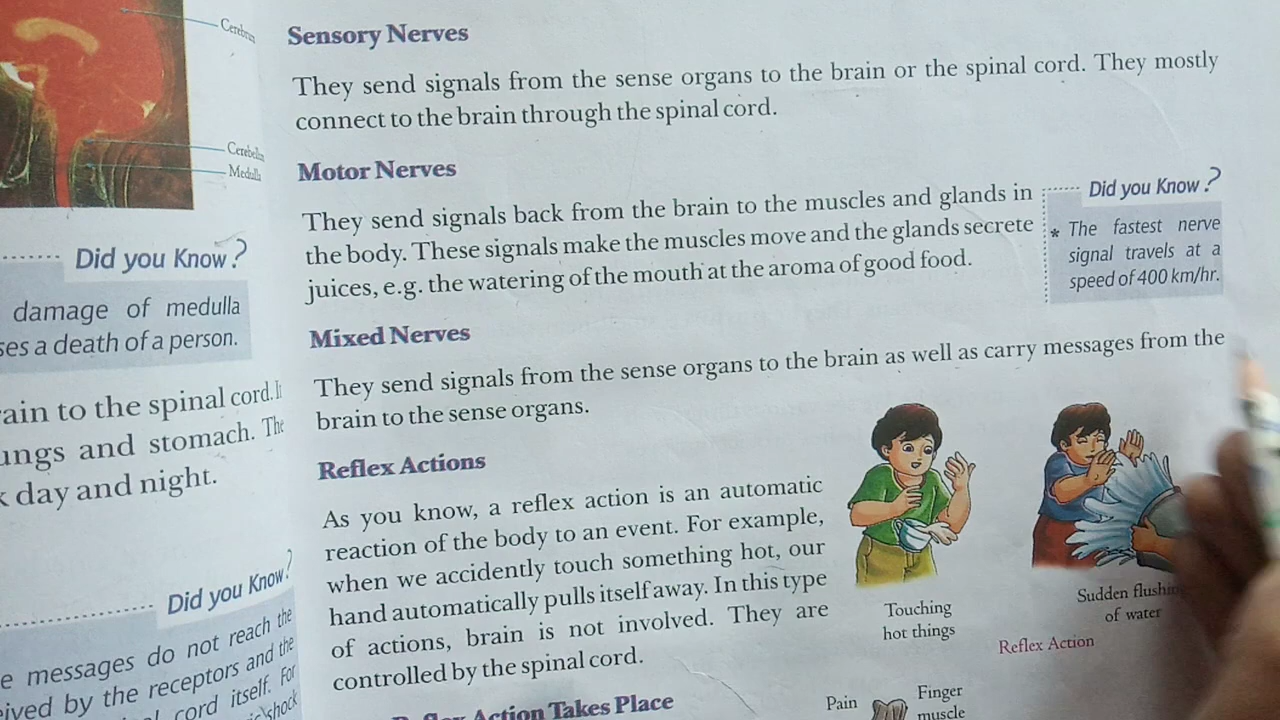 Cerebrum
Cerebellum
Medulla
Did you Know?
damage of medulla
ses a death of a person.
rain to the spinal cord. It
ungs and stomach. The
k day and night.
Did you Know?
e messages do not reach the
eived by the receptors and the
cord itself. For
shock
Sensory Nerves
They send signals from the sense organs to the brain or the spinal cord. They mostly
connect to the brain through the spinal cord.
Motor Nerves
They send signals back from the brain to the muscles and glands in
the body. These signals make the muscles move and the glands secrete
juices, e.g. the watering of the mouth at the aroma of good food.
Did you Know?
* The fastest nerve
signal travels at a
speed of 400 km/hr.
Mixed Nerves
They send signals from the sense organs to the brain as well as carry messages from the
brain to the sense organs.
Reflex Actions
As you know, a reflex action is an automatic
reaction of the body to an event. For example,
when we accidently touch something hot, our
hand automatically pulls itself away. In this type
of actions, brain is not involved. They are
controlled by the spinal cord.
Touching
hot things
Sudden flushin
of water
Reflex Action
Reflex Action Takes Place
Pain
Finger
muscle